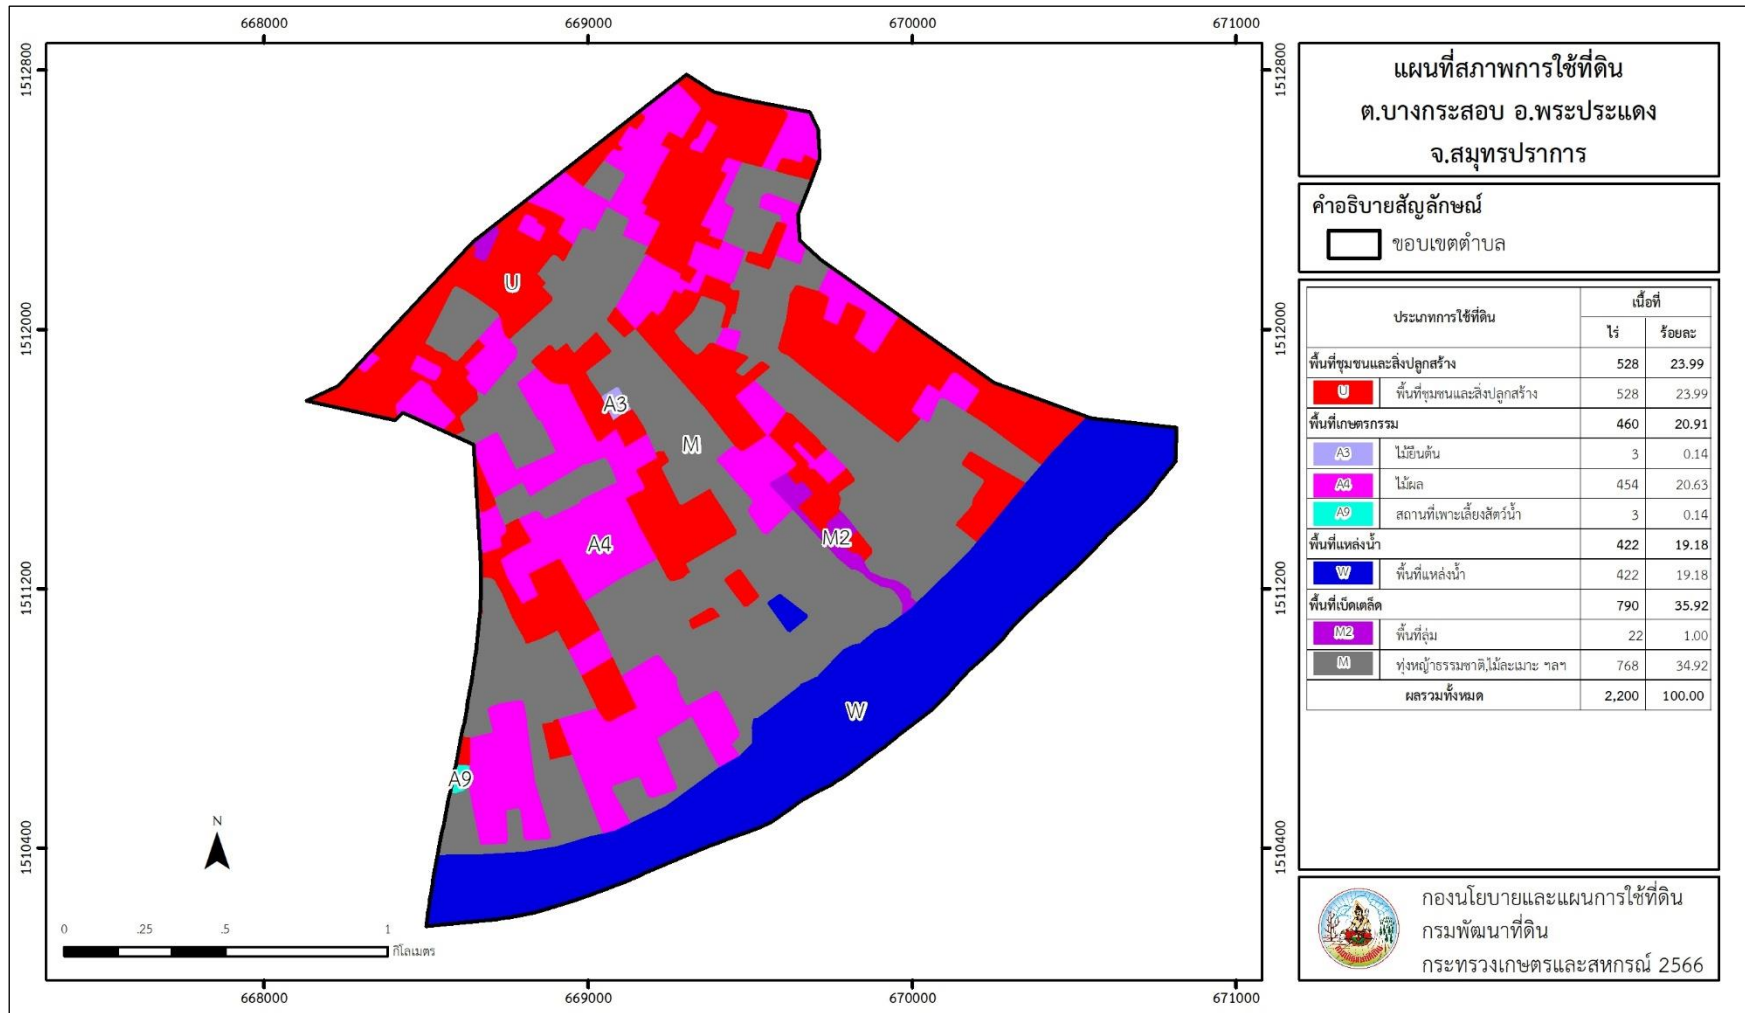 668000 669000 670000 671000
1512800 1512800
1512000 1512000
1511200 1511200
1510400 1510400
U
A3
M
A4
M2
W
A9
N
0 .25 .5 1
กิโลเมตร
668000 669000 670000 671000
แผนที่สภาพการใช้ที่ดิน
ต.บางกระสอบ อ.พระประแดง
จ.สมุทรปราการ
คำอธิบายสัญลักษณ์
ขอบเขตตำบล
ประเภทการใช้ที่ดิน เนื้อที่
ไร่ ร้อยละ
พื้นที่ชุมชนและสิ่งปลูกสร้าง 528 23.99
U พื้นที่ชุมชนและสิ่งปลูกสร้าง 528 23.99
พื้นที่เกษตรกรรม 460 20.91
A3 ไม้ยืนต้น 3 0.14
A4 ไม้ผล 454 20.63
A9 สถานที่เพาะเลี้ยงสัตว์น้ำ 3 0.14
พื้นที่แหล่งน้ำ 422 19.18
W พื้นที่แหล่งน้ำ 422 19.18
พื้นที่เบ็ดเตล็ด 790 35.92
M2 พื้นที่ลุ่ม 22 1.00
M ทุ่งหญ้าธรรมชาติ,ไม้ละเมาะ ฯลฯ 768 34.92
ผลรวมทั้งหมด 2,200 100.00
กองนโยบายและแผนการใช้ที่ดิน
กรมพัฒนาที่ดิน
กระทรวงเกษตรและสหกรณ์ 2566